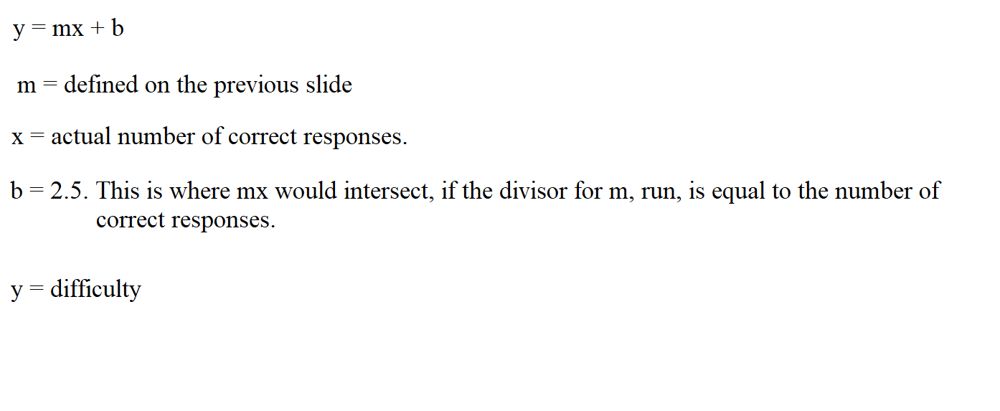 y = mx + b
m = defined on the previous slide
x = actual number of correct responses.
b = 2.5. This is where mx would intersect, if the divisor for m, run, is equal to the number of
correct responses.
y = difficulty